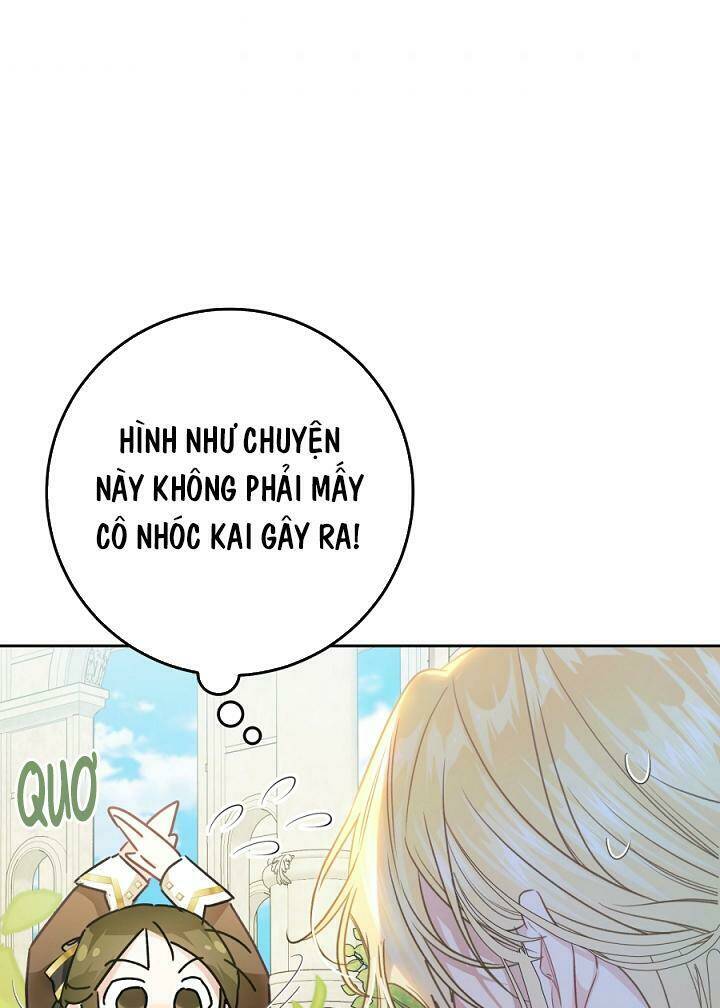 HÌNH NHƯ CHUYỆN
NÀY KHÔNG PHẢI MẤY
CÔ NHÓC KAI GÂY RA!
QUƠ